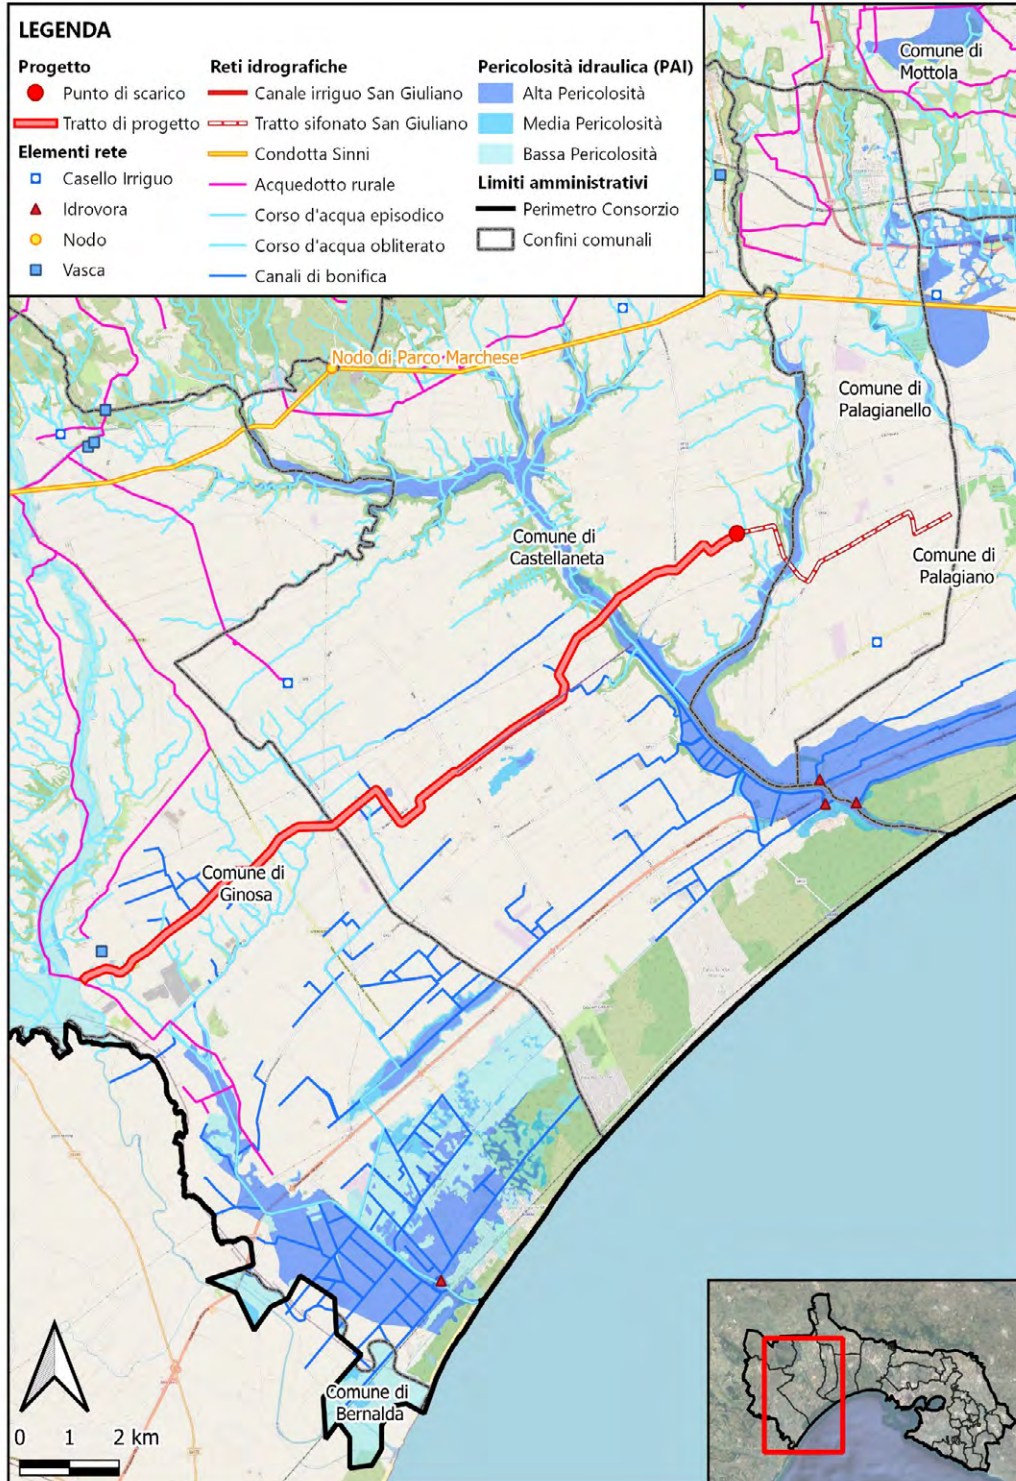 LEGENDA
Progetto
Punto di scarico
Tratto di progetto
Elementi rete
Casello Irriguo
Idrovora
Nodo
Vasca
Reti idrografiche
Canale irriguo San Giuliano
Tratto sifonato San Giuliano
Condotta Sinni
Acquedotto rurale
Corso d'acqua episodico
Corso d'acqua obliterato
Canali di bonifica
Pericolosità idraulica (PAI)
Alta Pericolosità
Media Pericolosità
Bassa Pericolosità
Limiti amministrativi
Perimetro Consorzio
Confini comunali
Comune di
Mottola
Nodo di Parco Marchese
Comune di
Palagianello
Comune di
Castellaneta
Comune di
Palagiano
Comune di
Ginosa
Comune di
Bernalda
0 1 2 km